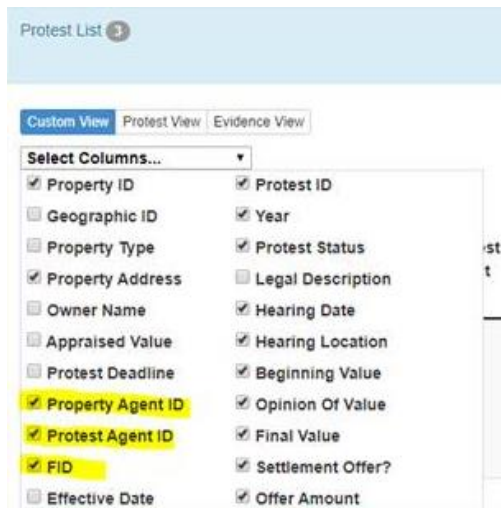 Protest List 3
Custom View Protest View Evidence View
Select Columns...
Property ID Protest ID
Geographic ID Year
Property Type Protest Status
Property Address Legal Description
Owner Name Hearing Date
Appraised Value Hearing Location
Protest Deadline Beginning Value
Property Agent ID Opinion Of Value
Protest Agent ID Final Value
FID Settlement Offer?
Effective Date Offer Amount